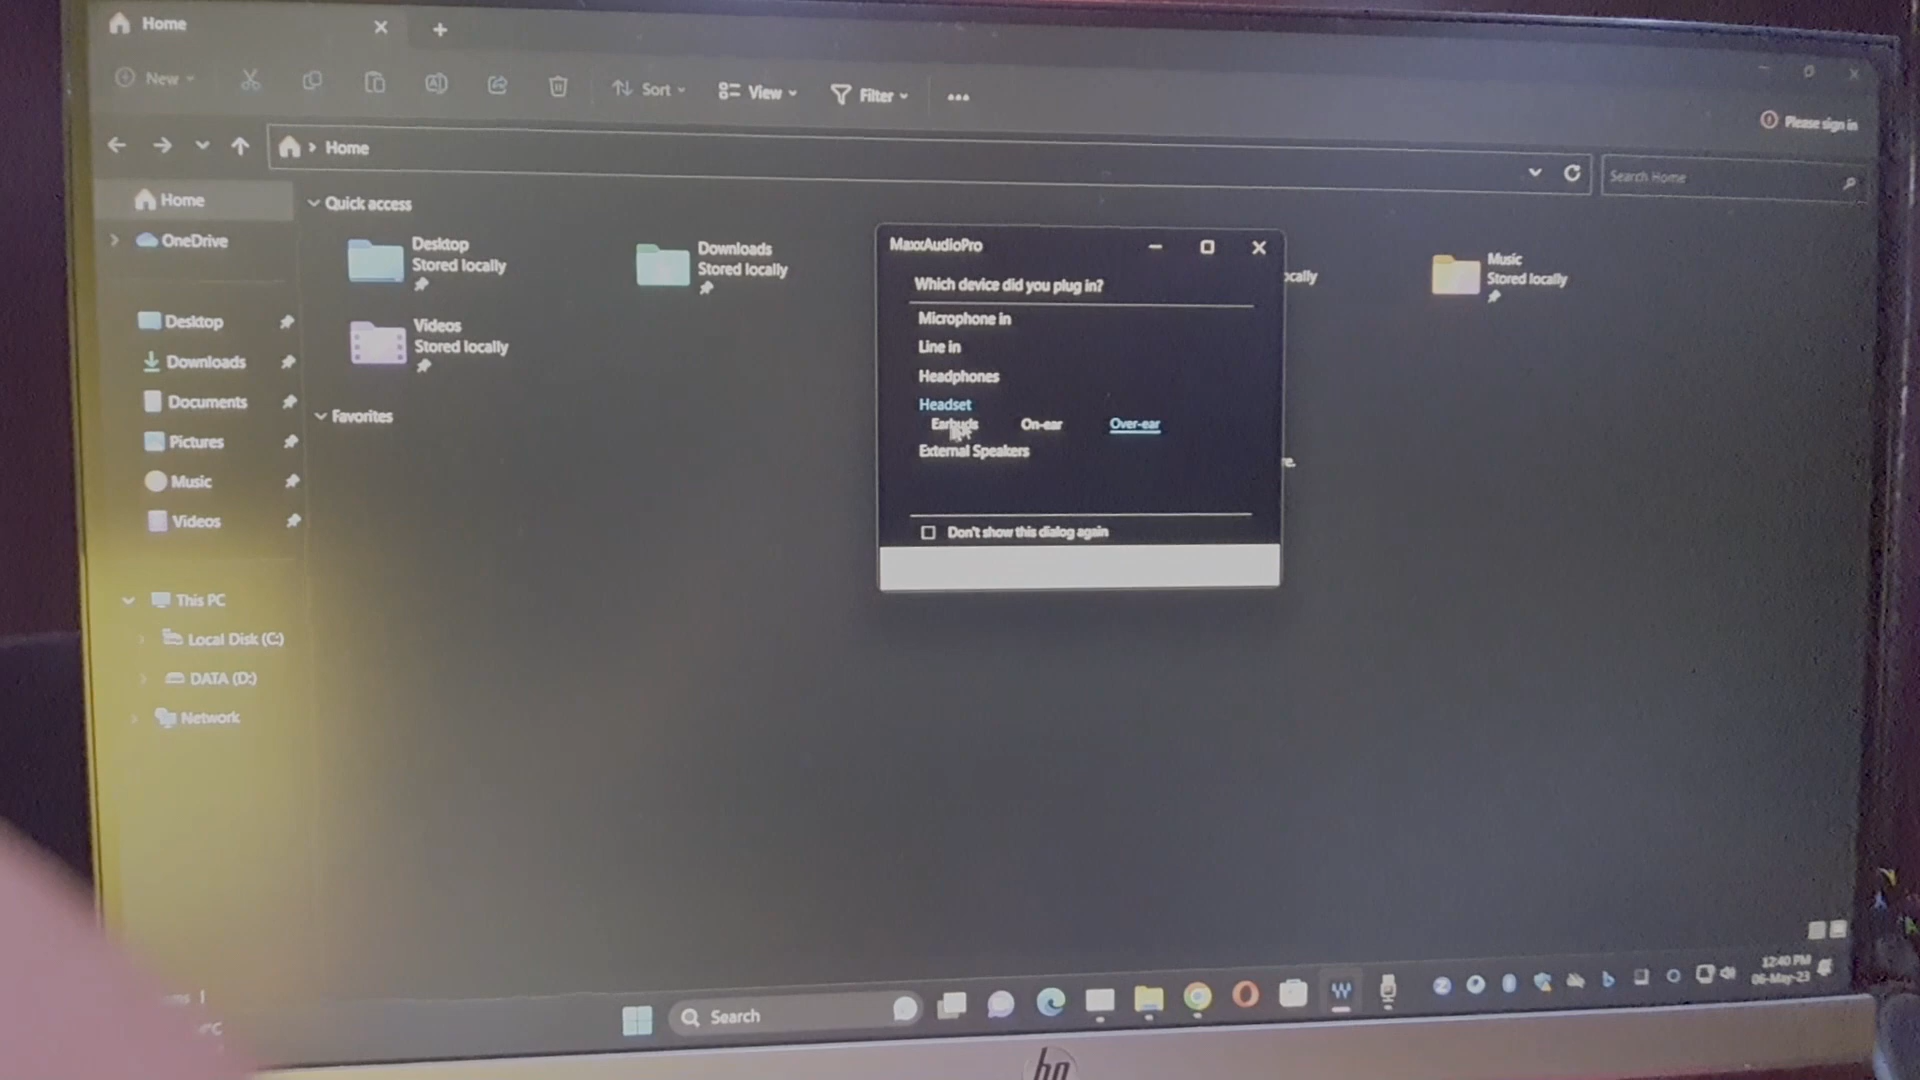 Home
New
Sort
View
Filter
Please sign in
Home
Search Home
Home
OneDrive
Desktop
Downloads
Documents
Pictures
Music
Videos
This PC
Local Disk (C:)
DATA (D:)
Network
Quick access
Desktop
Stored locally
Downloads
Stored locally
Music
Stored locally
Videos
Stored locally
Favorites
MaxxAudioPro
Which device did you plug in?
Microphone in
Line in
Headphones
Headset
Earbuds On-ear Over-ear
External Speakers
Don't show this dialog again
Search
12:40 PM
06-May-23
hp